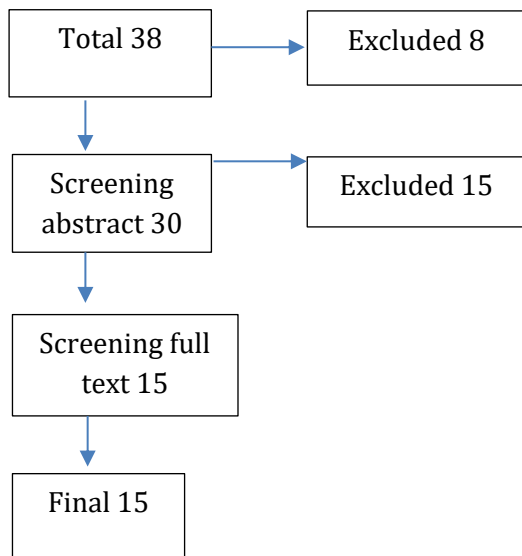 Total 38
Excluded 8
Screening
abstract 30
Excluded 15
Screening full
text 15
Final 15